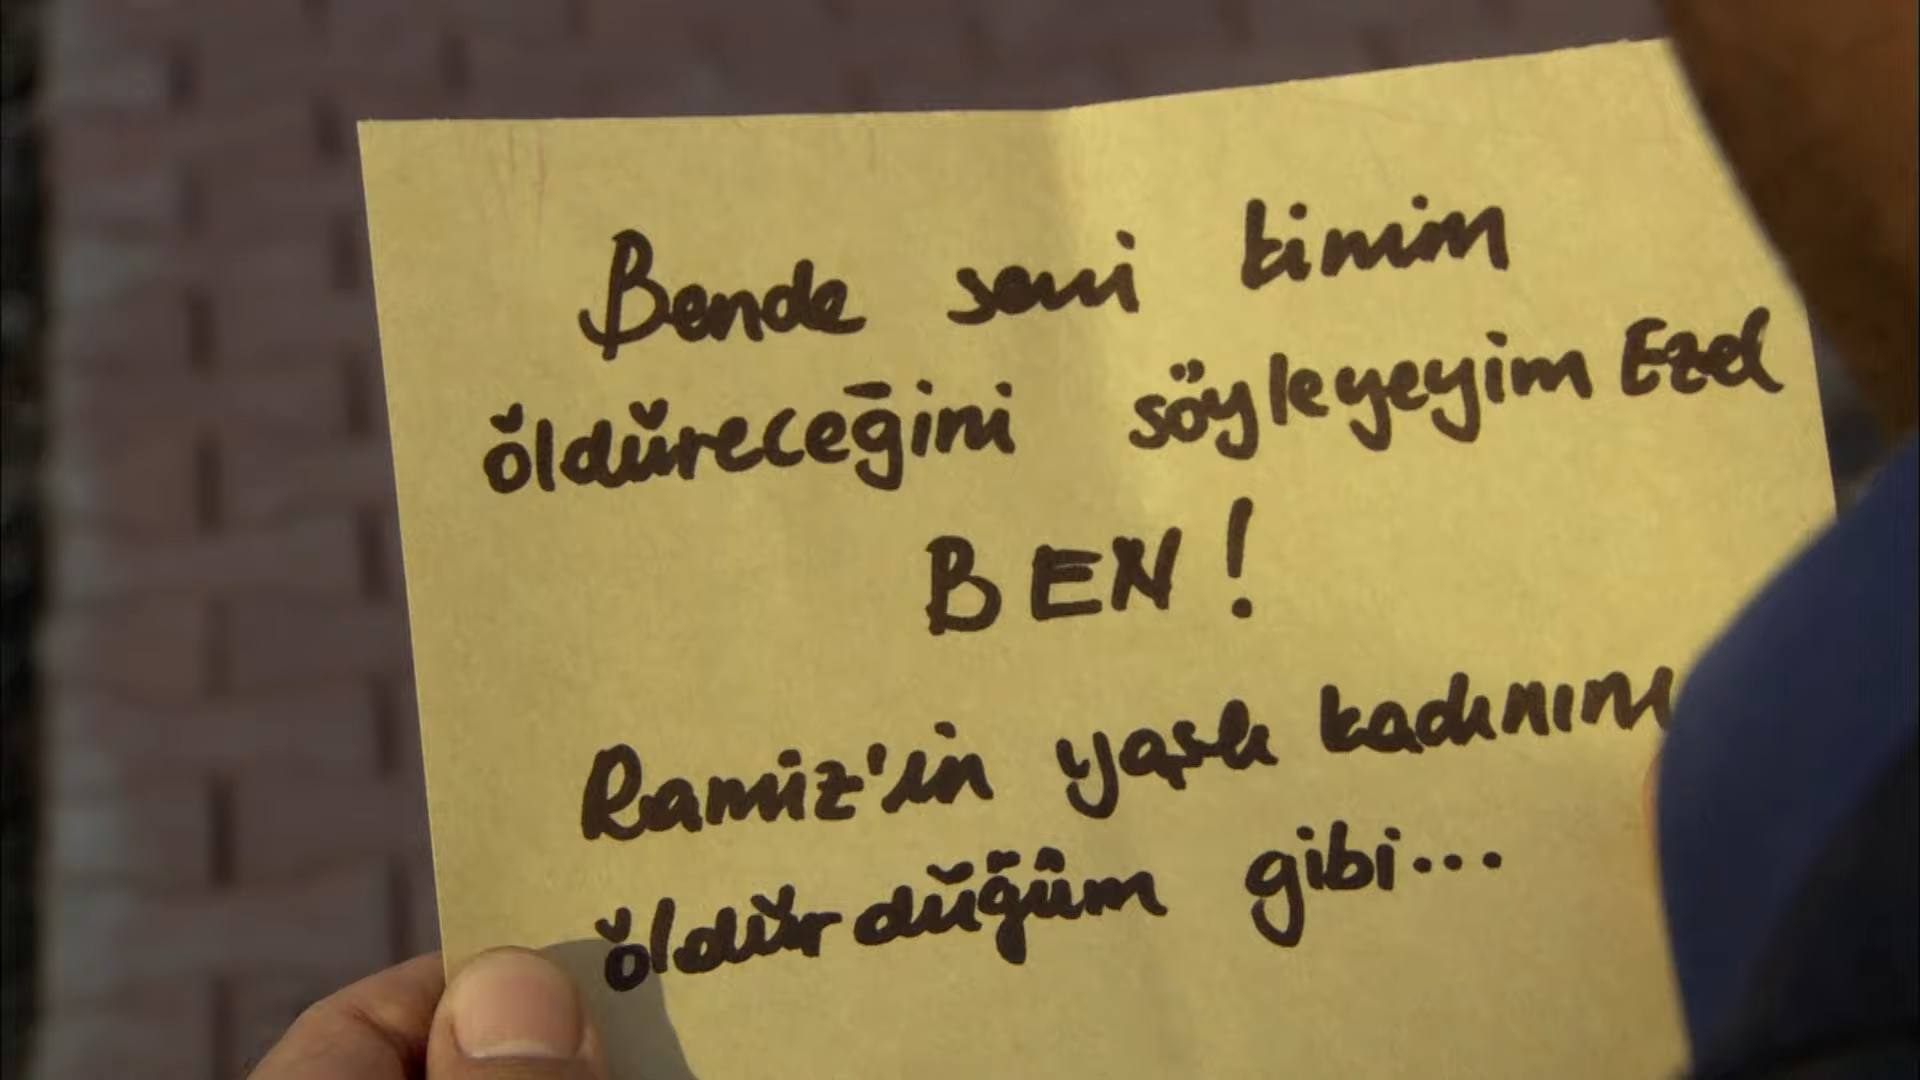 Bende seni kimin
öldüreceğini söyleyeyim Ezel
BEN!
Ramiz'in yaşlı kadınını
öldürdüğüm gibi...